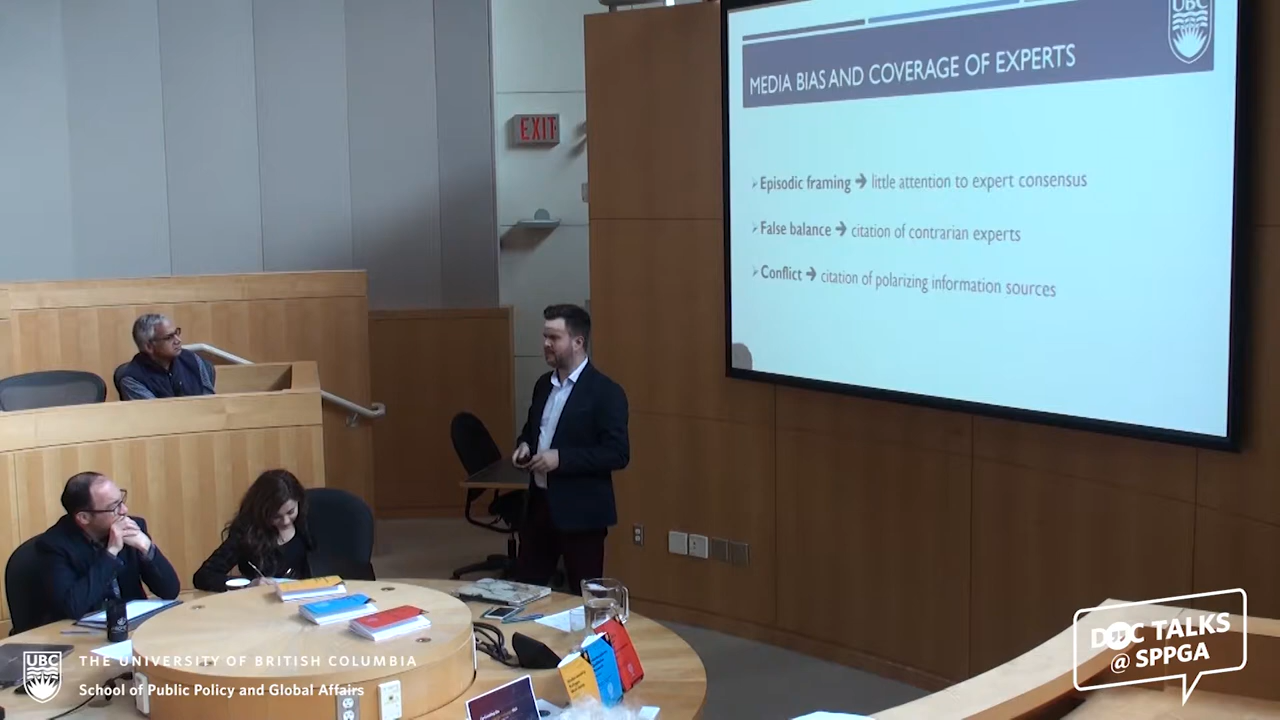 UBC
MEDIA BIAS AND COVERAGE OF EXPERTS
EXIT
Episodic framing ➔ little attention to expert consensus
False balance ➔ citation of contrarian experts
Conflict ➔ citation of polarizing information sources
UBC
THE UNIVERSITY OF BRITISH COLUMBIA
School of Public Policy and Global Affairs
DOC TALKS
@ SPPGA